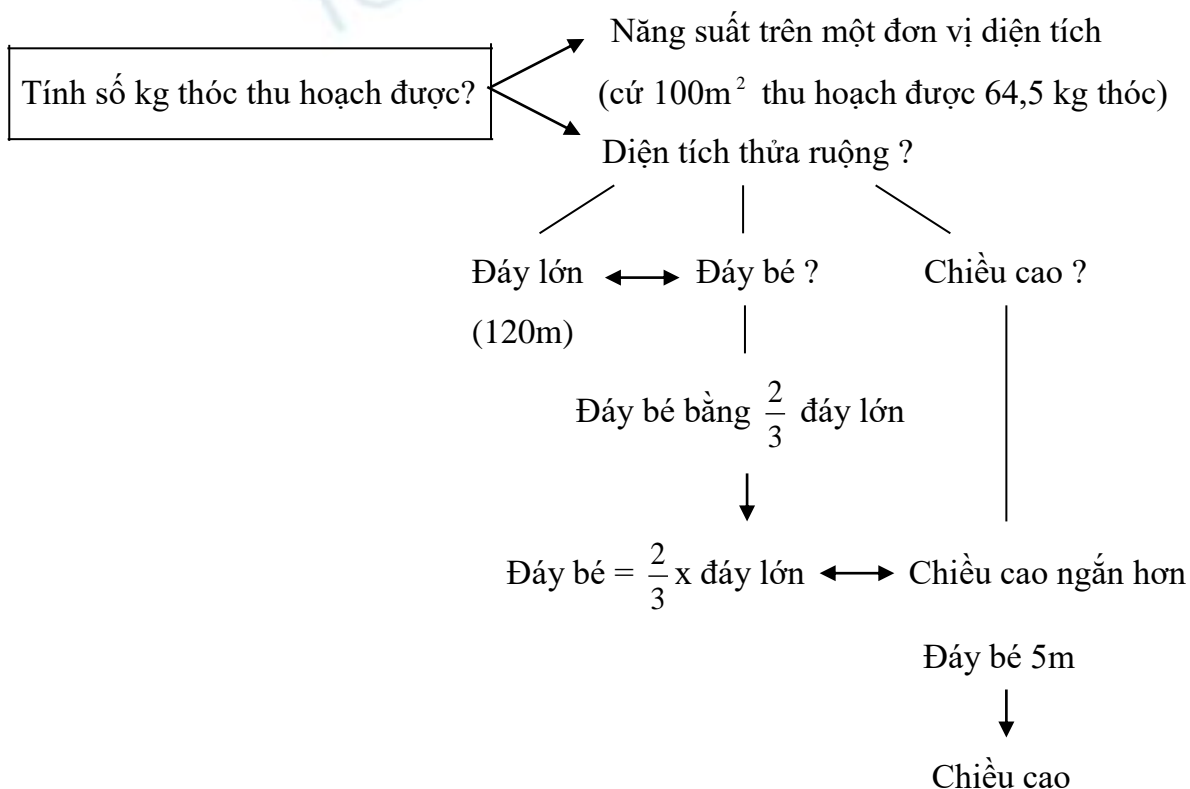 Năng suất trên một đơn vị diện tích
Tính số kg thóc thu hoạch được?
(cứ 100m² thu hoạch được 64,5 kg thóc)
Diện tích thửa ruộng ?
Đáy lớn Đáy bé ? Chiều cao ?
(120m)
Đáy bé bằng 2/3 đáy lớn
Đáy bé = 2/3 x đáy lớn Chiều cao ngắn hơn
Đáy bé 5m
Chiều cao